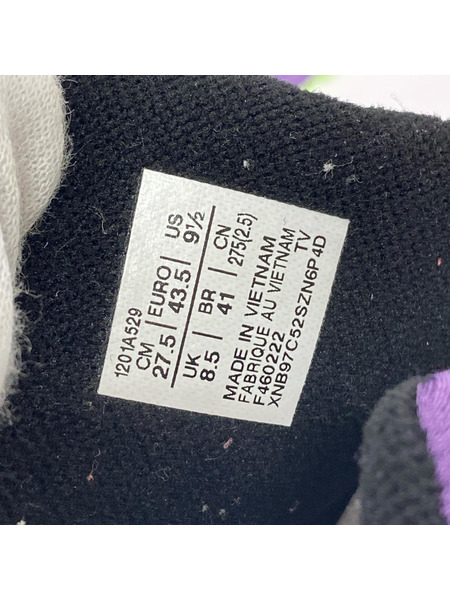 1201A529
CM | EURO | US
27.5 | 43.5 | 9½
UK | BR | CN
8.5 | 41 | 275(2.5)
MADE IN VIETNAM
FABRIQUE AU VIETNAM
F460222 TV
XNB97C52SZN6P4D